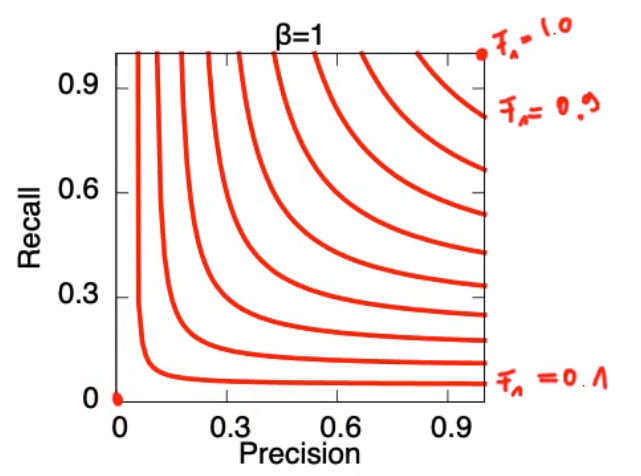 β=1
F₁=1.0
0.9
F₁=0.9
0.6
Recall
0.3
F₁=0.1
0
0 0.3 0.6 0.9
Precision